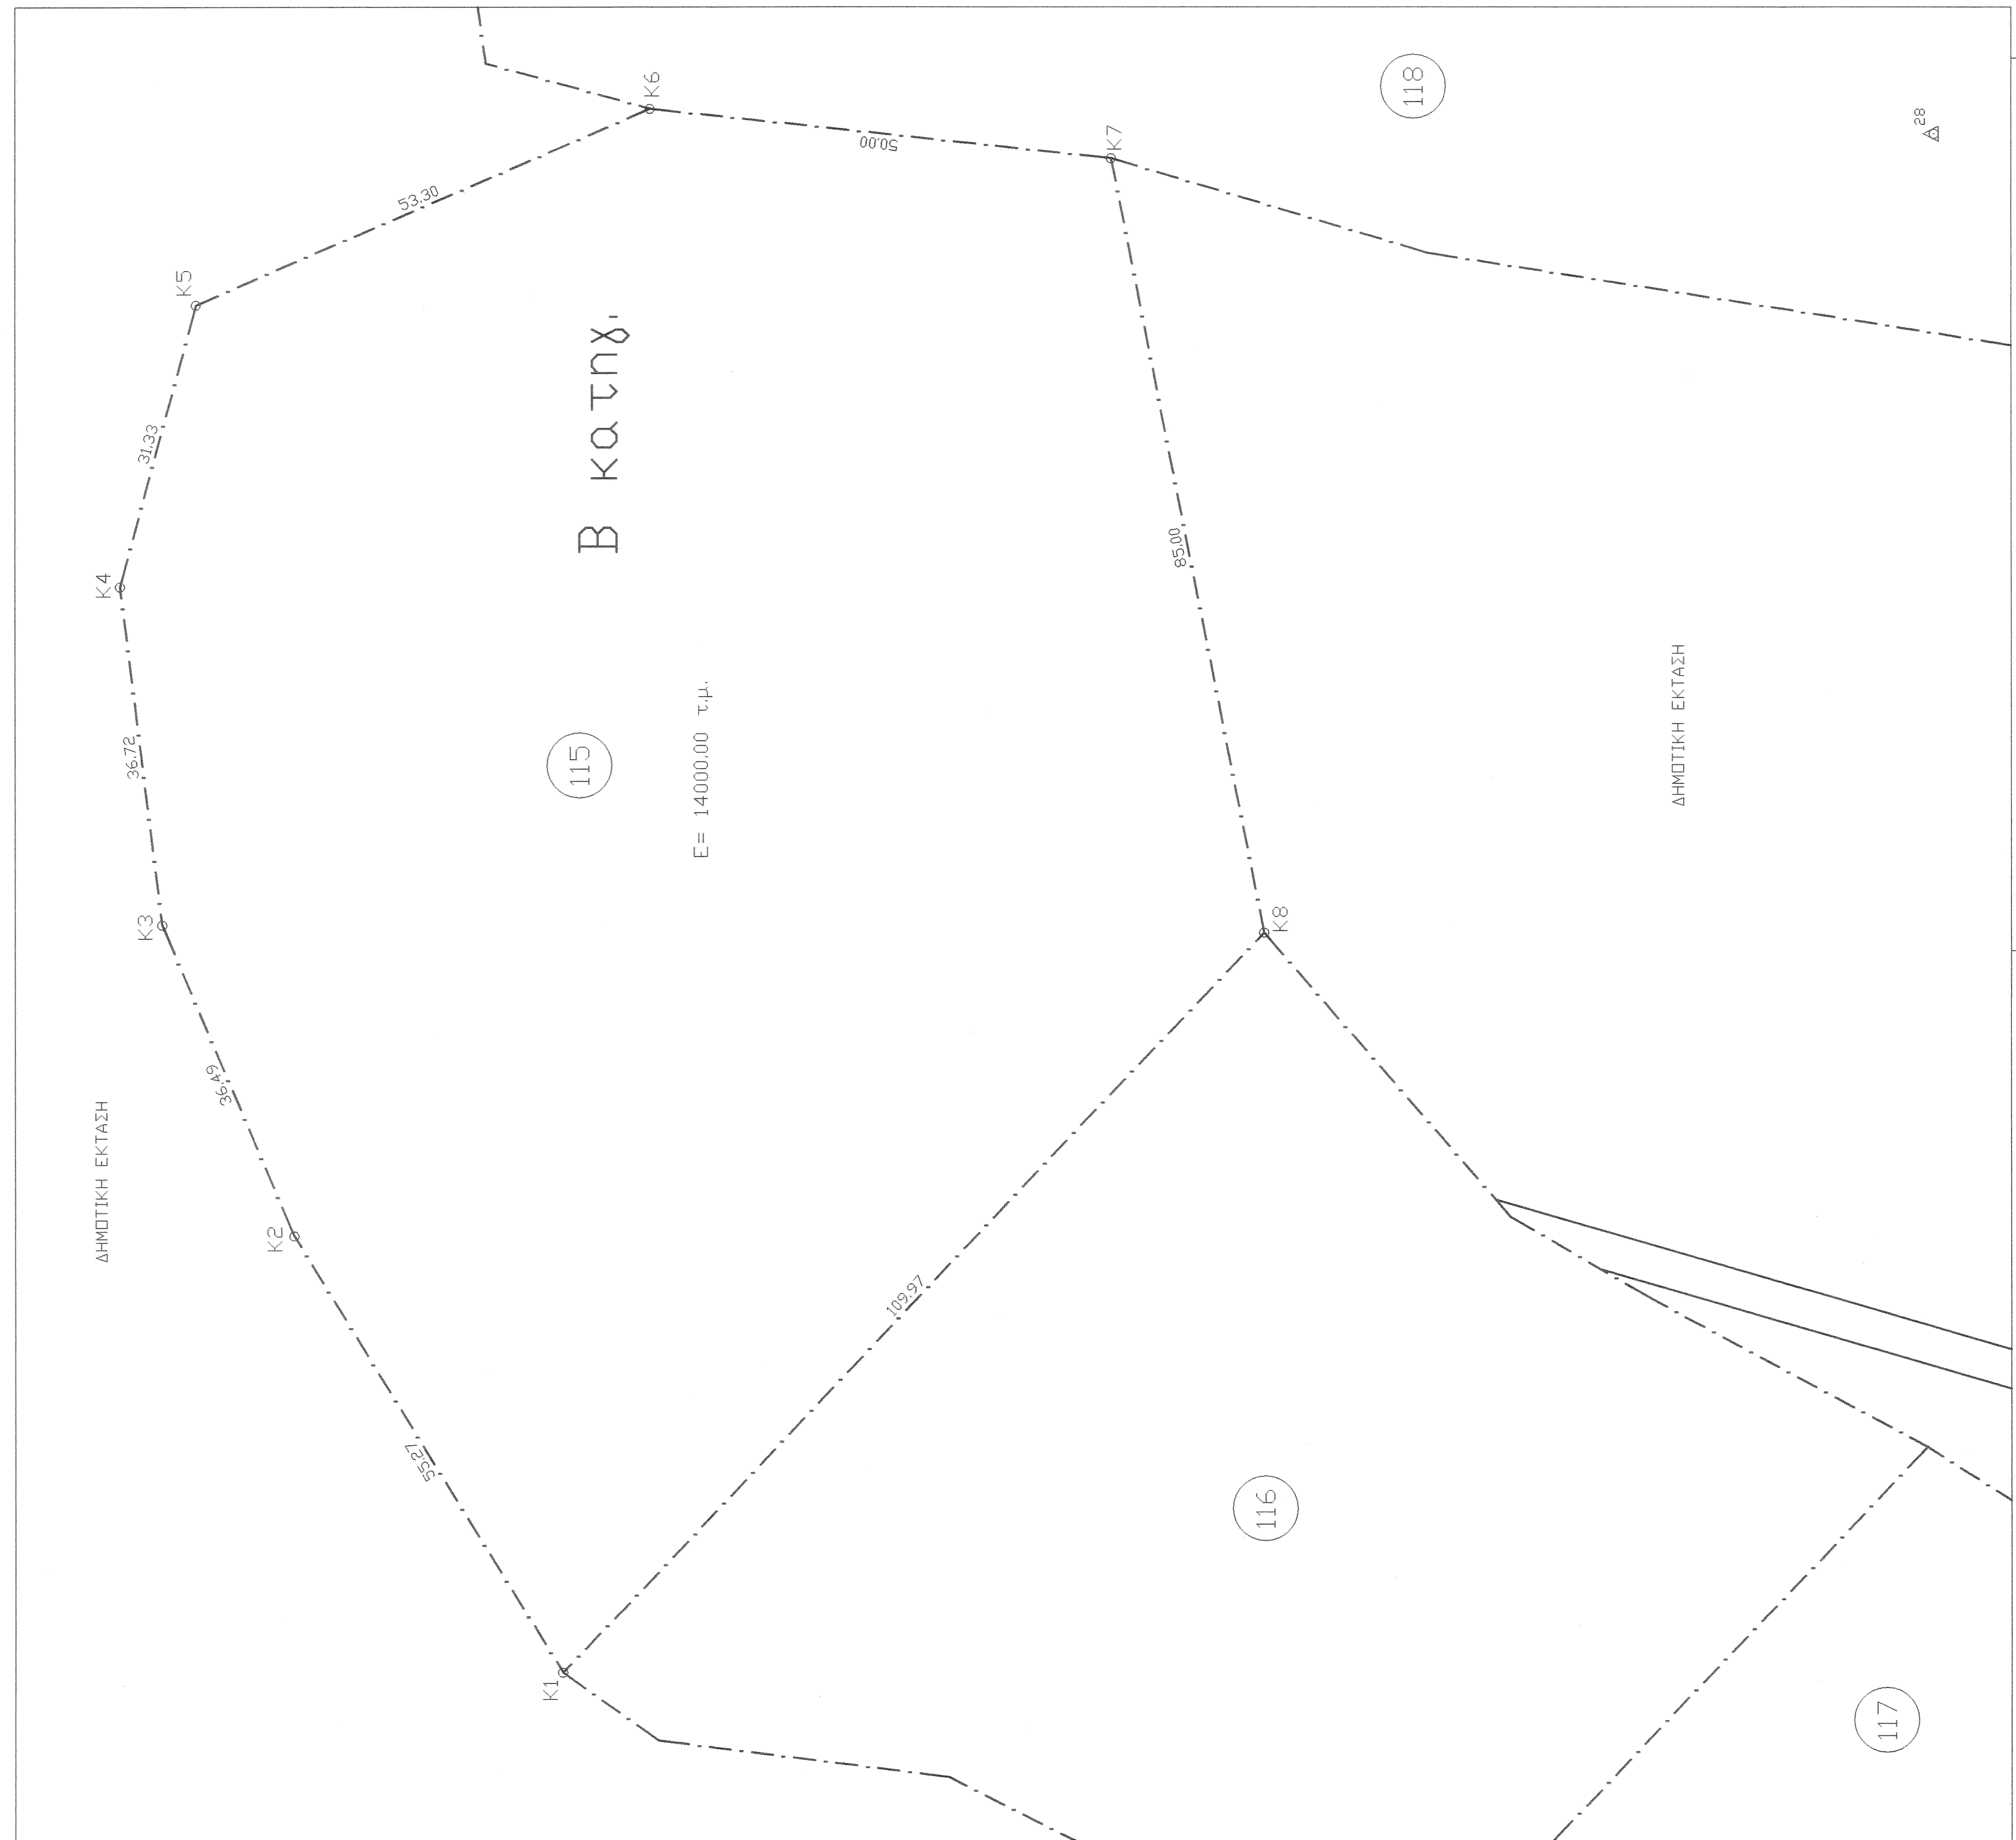 ΔΗΜΟΤΙΚΗ ΕΚΤΑΣΗ
K1
K2
K3
K4
K5
K6
K7
K8
55.27
36.49
36.72
31.33
53.30
50.00
85.00
109.97
115
Β κατηγ.
E= 14000.00 τ.μ.
116
117
118
28
ΔΗΜΟΤΙΚΗ ΕΚΤΑΣΗ